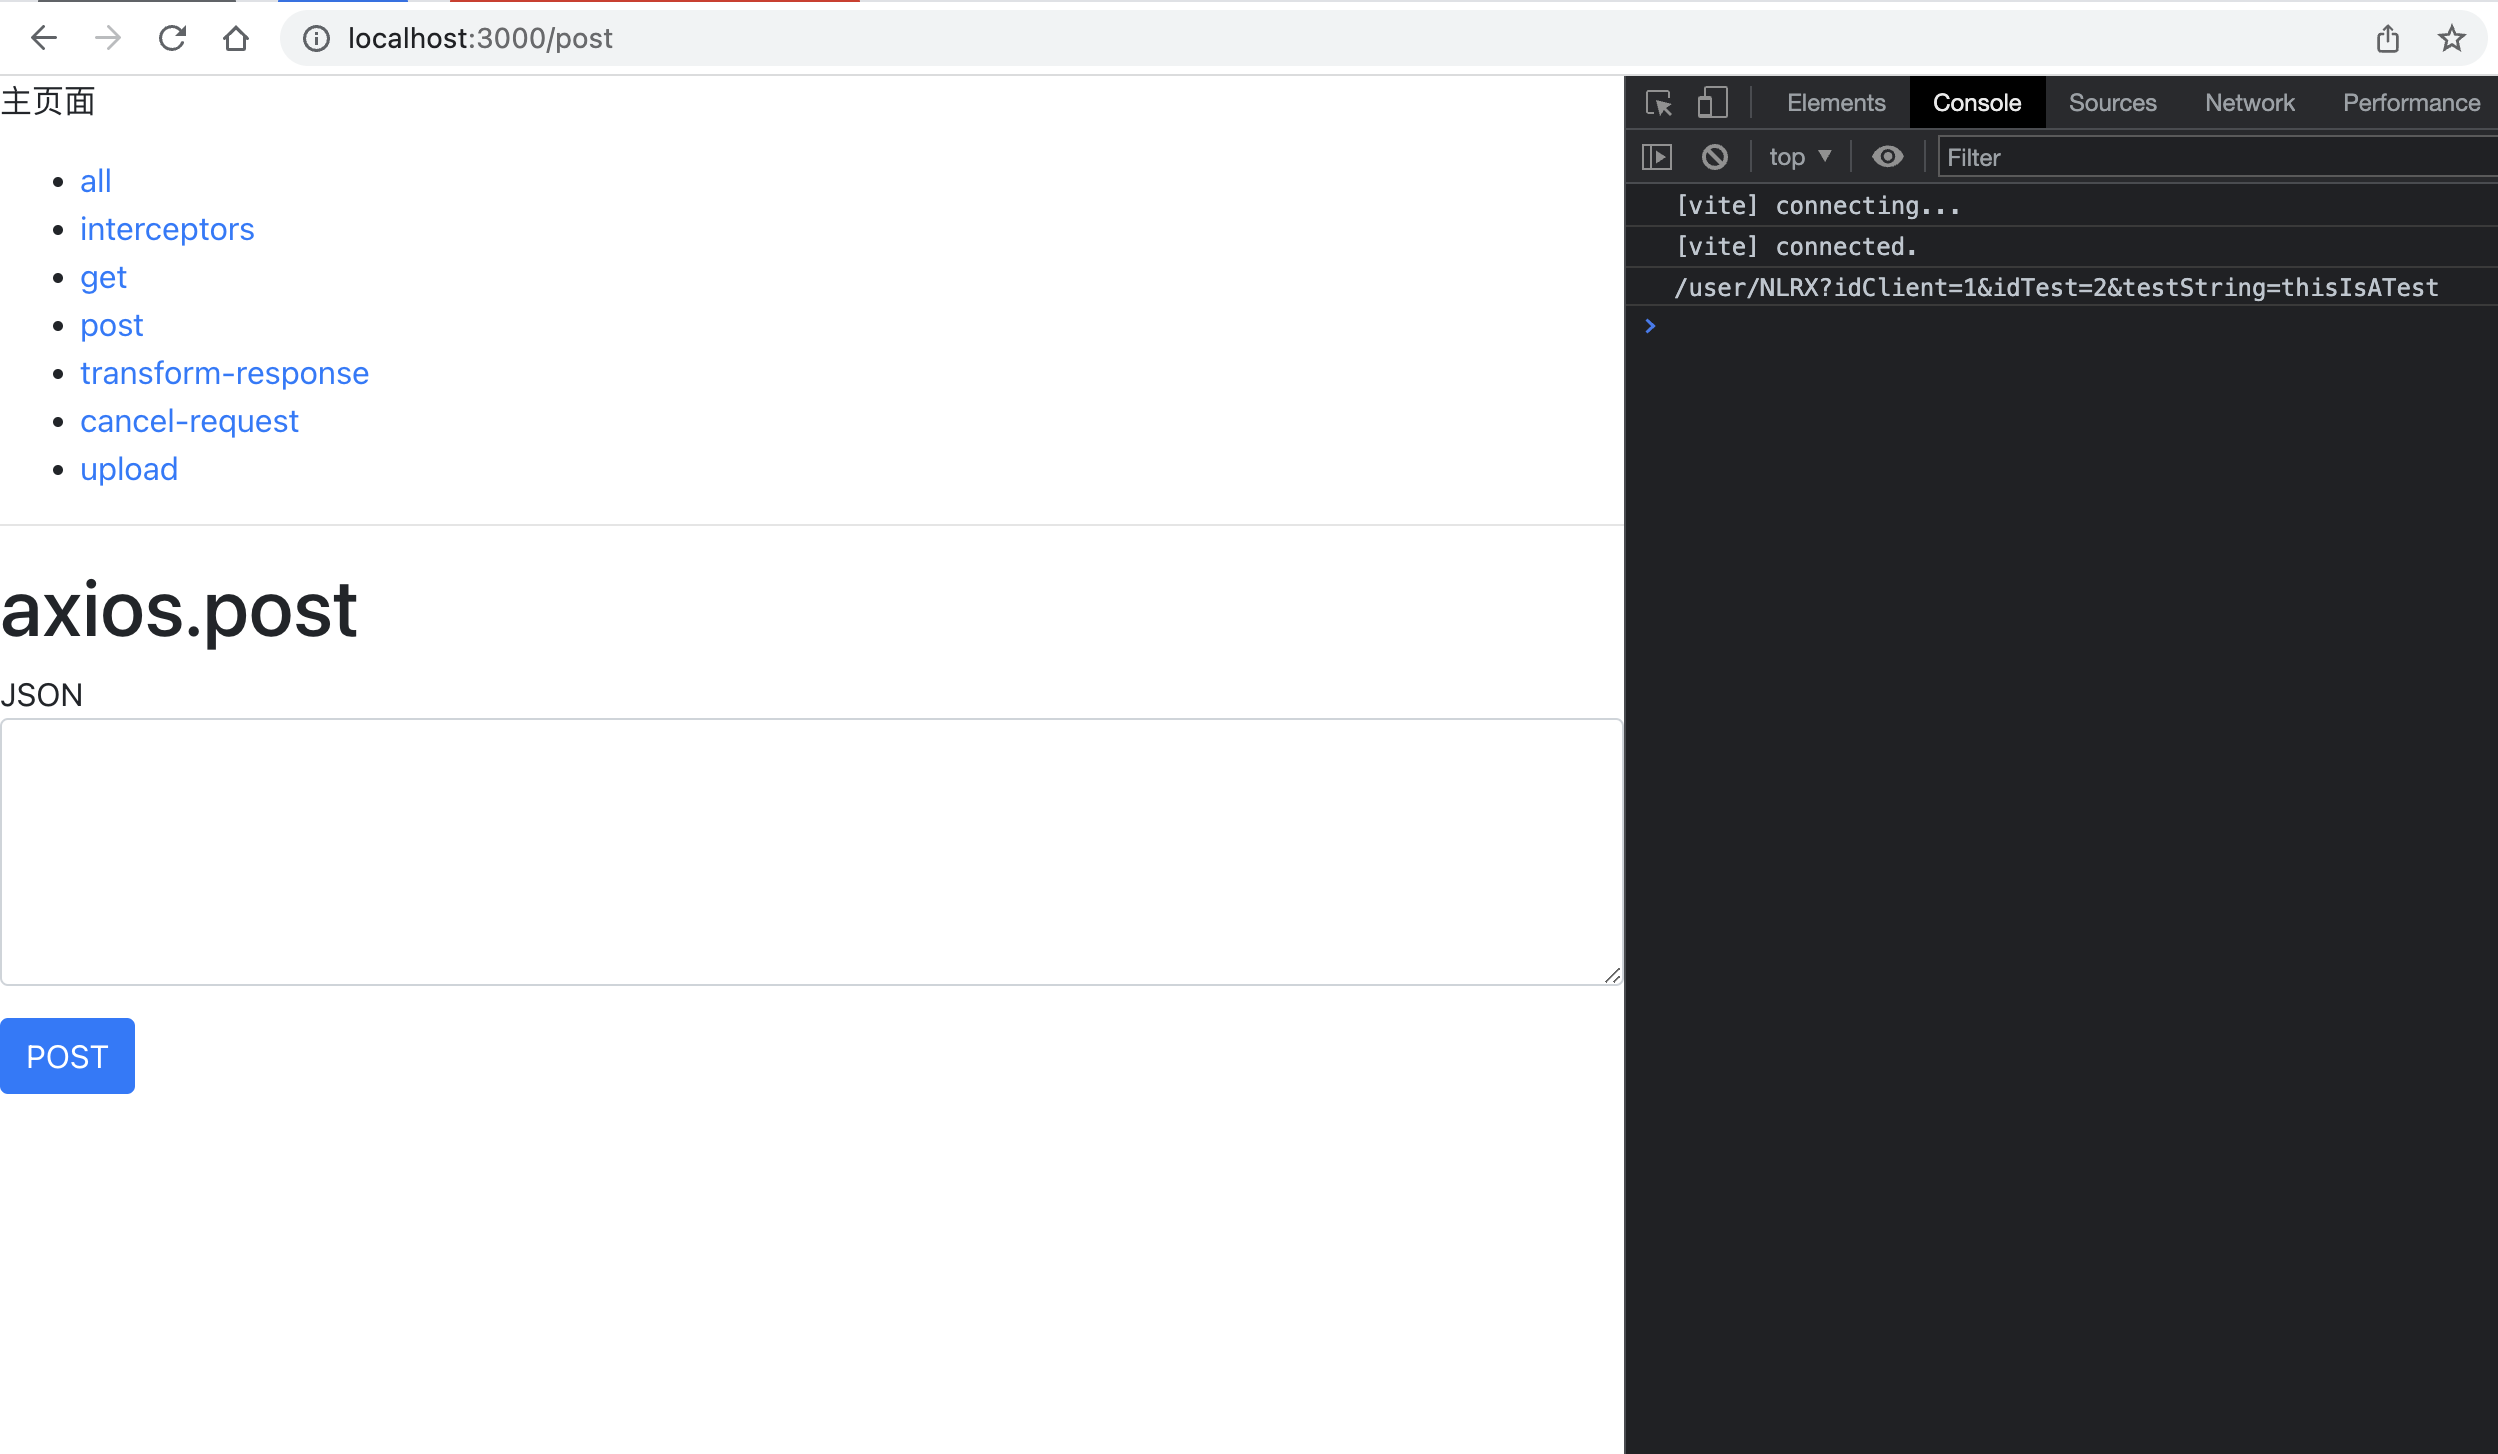 localhost:3000/post
主页面
all
interceptors
get
post
transform-response
cancel-request
upload
axios.post
JSON
POST
Elements Console Sources Network Performance
top Filter
[vite] connecting...
[vite] connected.
/user/NLRX?idClient=1&idTest=2&testString=thisIsATest